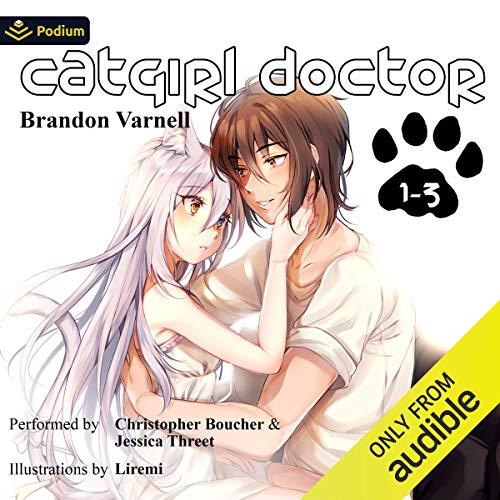 Podium
catgirl doctor
Brandon Varnell
1-3
Performed by Christopher Boucher &
Jessica Threet
Illustrations by Liremi
ONLY FROM
audible